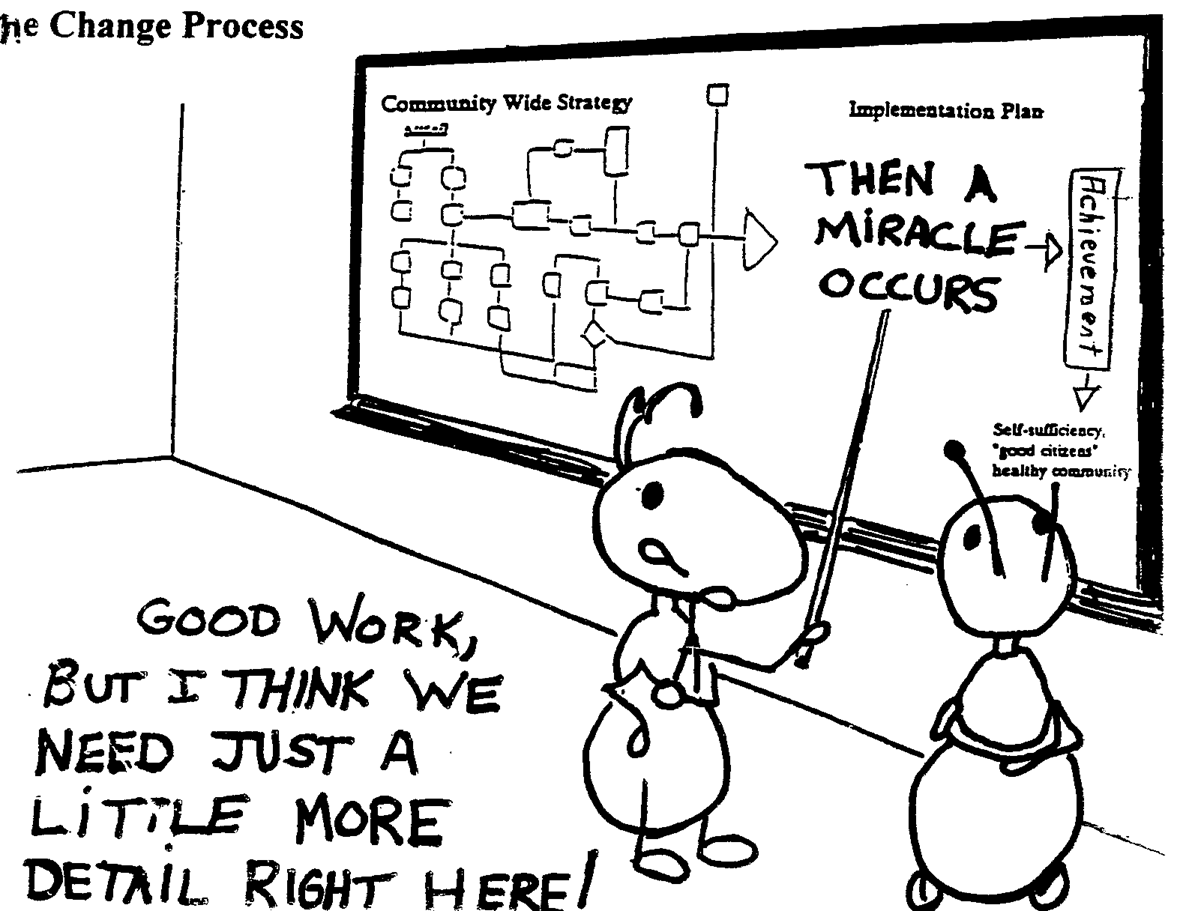 he Change Process
Community Wide Strategy
Implementation Plan
THEN A
MIRACLE
OCCURS
Achievement
Self-sufficiency,
"good citizens"
healthy community
GOOD WORK,
BUT I THINK WE
NEED JUST A
LITTLE MORE
DETAIL RIGHT HERE!